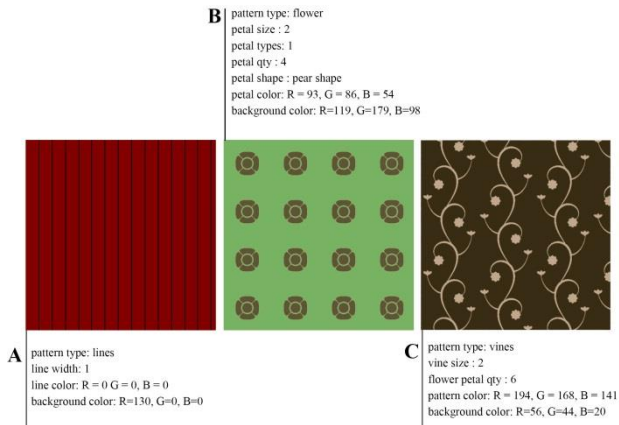 B
pattern type: flower
petal size : 2
petal types: 1
petal qty : 4
petal shape : pear shape
petal color: R = 93, G = 86, B = 54
background color: R=119, G=179, B=98
A
pattern type: lines
line width: 1
line color: R = 0 G = 0, B = 0
background color: R=130, G=0, B=0
C
pattern type: vines
vine size : 2
flower petal qty : 6
pattern color: R = 194, G = 168, B = 141
background color: R=56, G=44, B=20